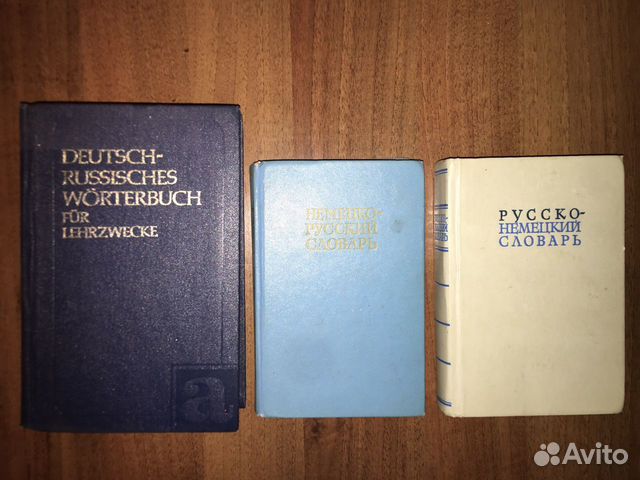 DEUTSCH-
RUSSISCHES
WÖRTERBUCH
FÜR
LEHRZWECKE
a
НЕМЕЦКО-
РУССКИЙ
СЛОВАРЬ
РУССКО-
НЕМЕЦКИЙ
СЛОВАРЬ
Avito